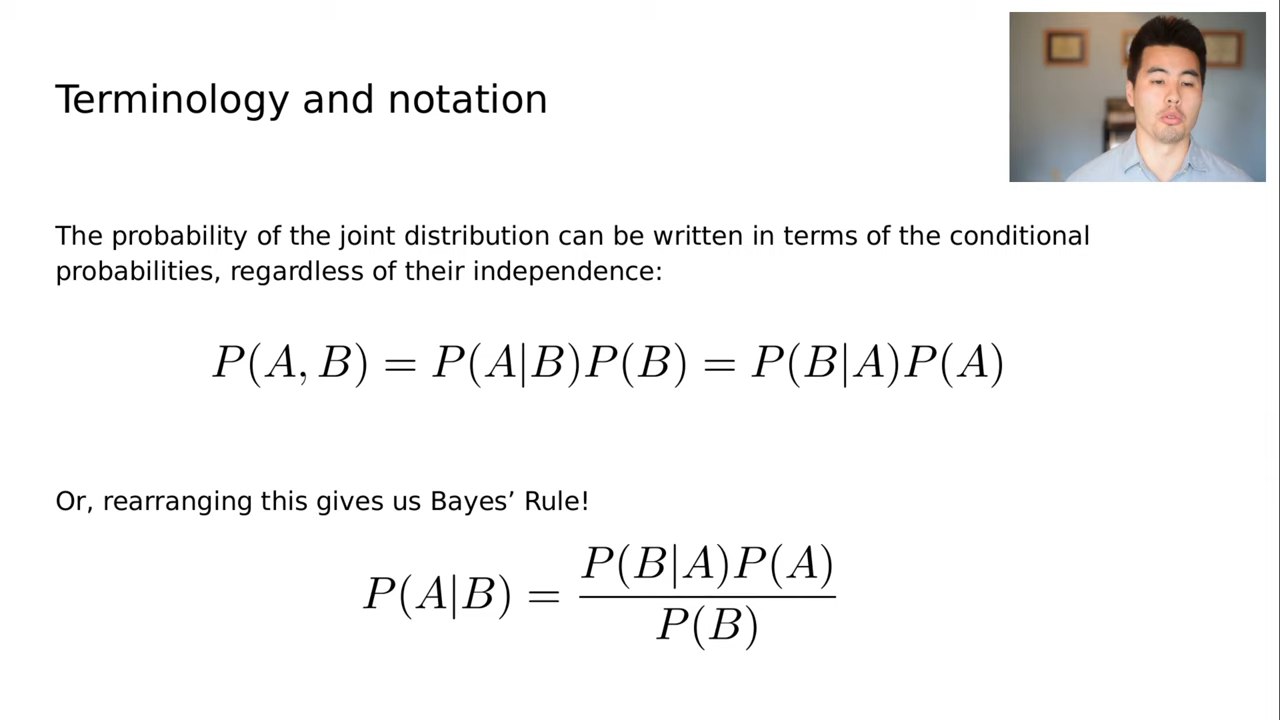 Terminology and notation
The probability of the joint distribution can be written in terms of the conditional
probabilities, regardless of their independence:
P(A, B) = P(A|B)P(B) = P(B|A)P(A)
Or, rearranging this gives us Bayes’ Rule!
P(A|B) = \frac{P(B|A)P(A)}{P(B)}